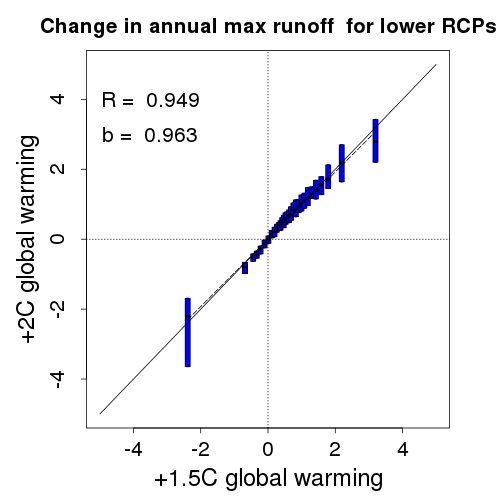 Change in annual max runoff  for lower RCPs
R =  0.949
b =  0.963
+2C global warming
4
2
0
-2
-4
-4 -2 0 2 4
+1.5C global warming